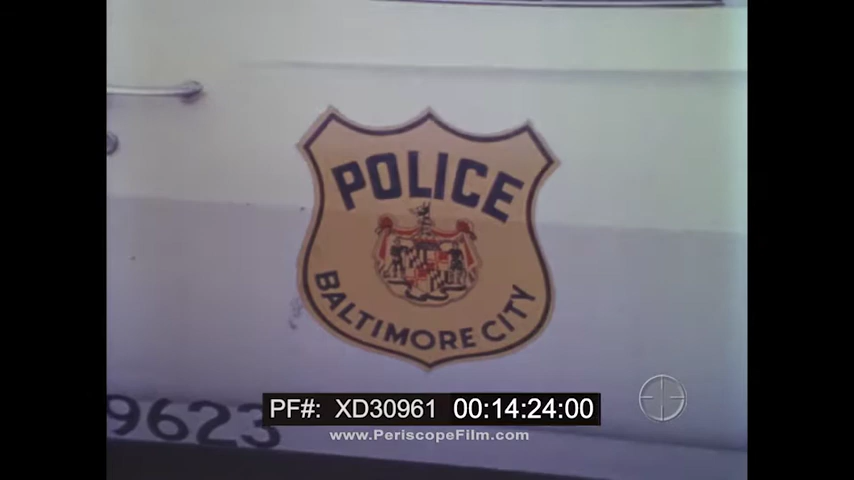 POLICE
BALTIMORE CITY
9623
PF#: XD30961 00:14:24:00
www.PeriscopeFilm.com